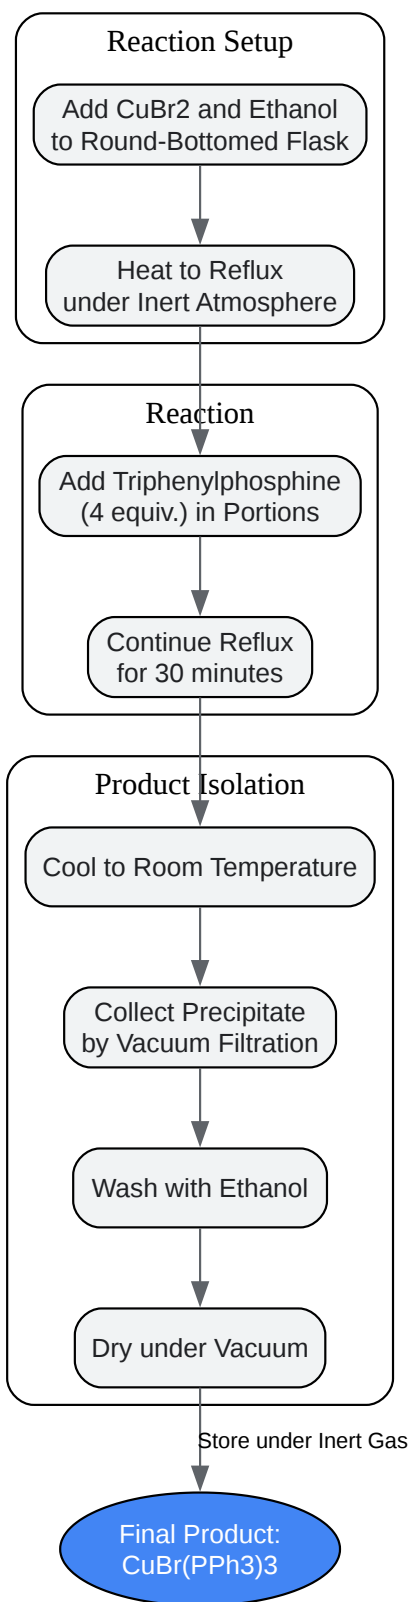 Reaction Setup
Add CuBr2 and Ethanol
to Round-Bottomed Flask
Heat to Reflux
under Inert Atmosphere
Reaction
Add Triphenylphosphine
(4 equiv.) in Portions
Continue Reflux
for 30 minutes
Product Isolation
Cool to Room Temperature
Collect Precipitate
by Vacuum Filtration
Wash with Ethanol
Dry under Vacuum
Store under Inert Gas
Final Product:
CuBr(PPh3)3